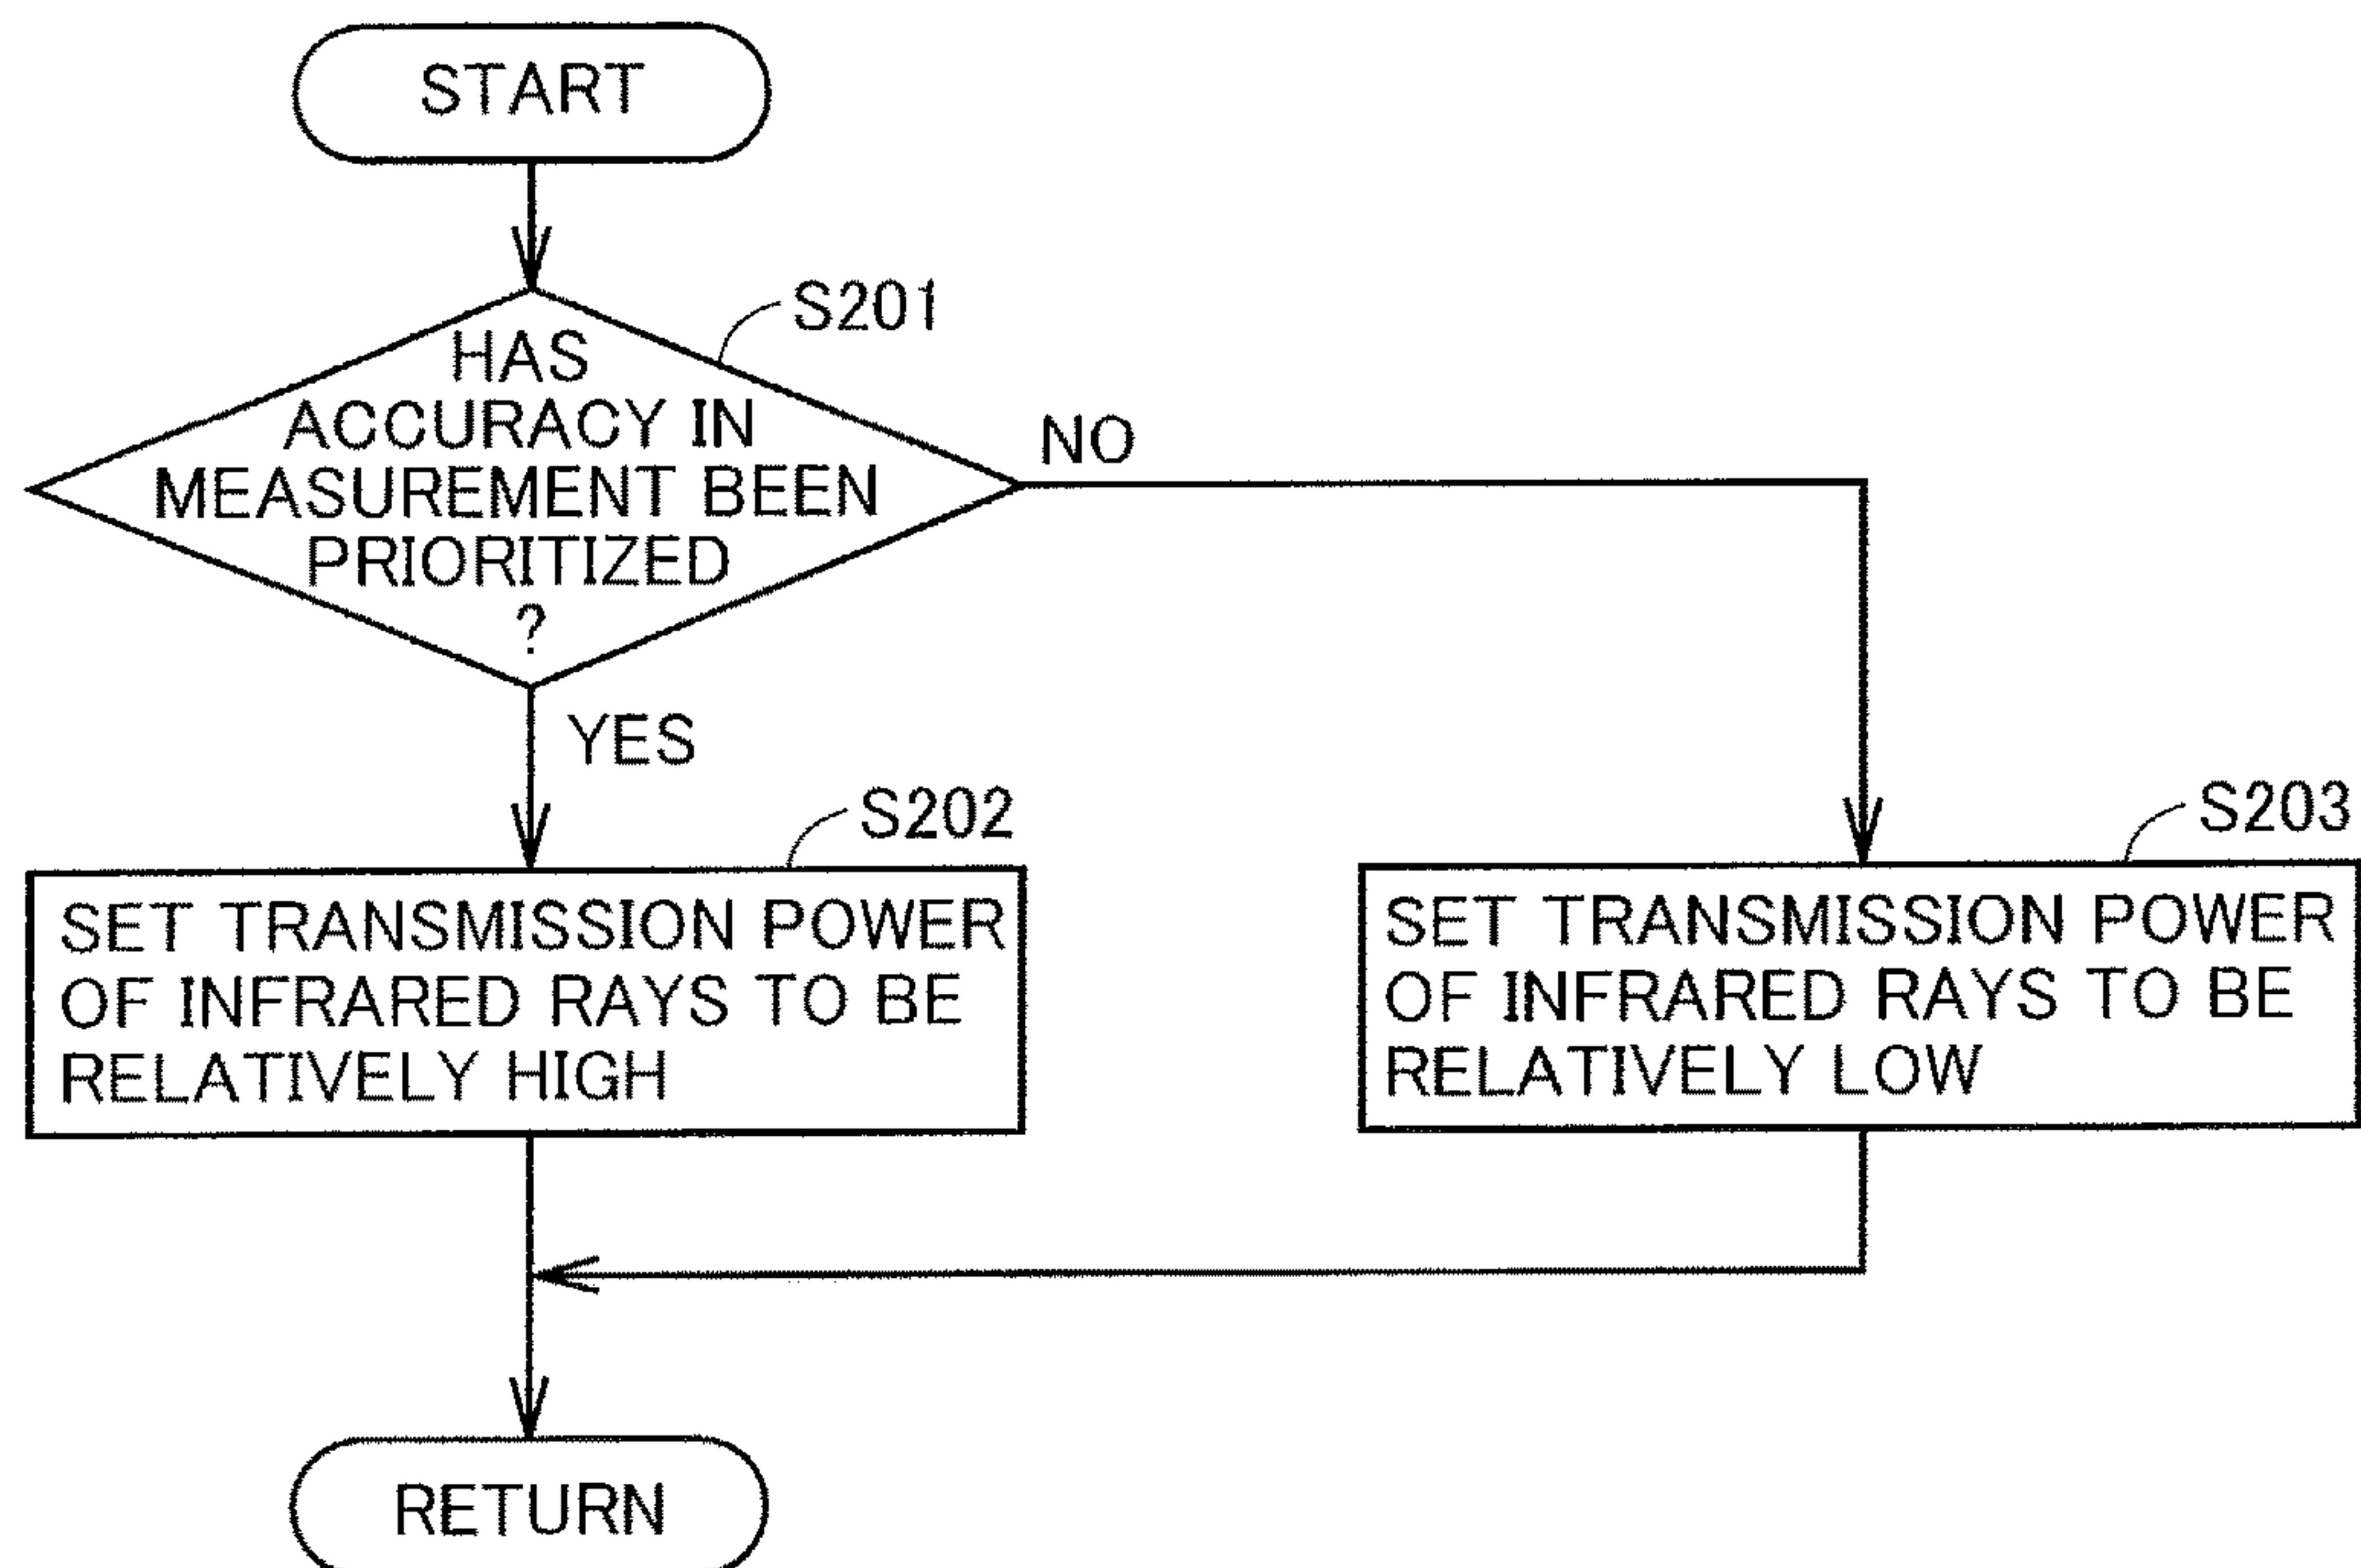 START
S201
HAS
ACCURACY IN
MEASUREMENT BEEN
PRIORITIZED
?
NO
YES
S202
SET TRANSMISSION POWER
OF INFRARED RAYS TO BE
RELATIVELY HIGH
S203
SET TRANSMISSION POWER
OF INFRARED RAYS TO BE
RELATIVELY LOW
RETURN